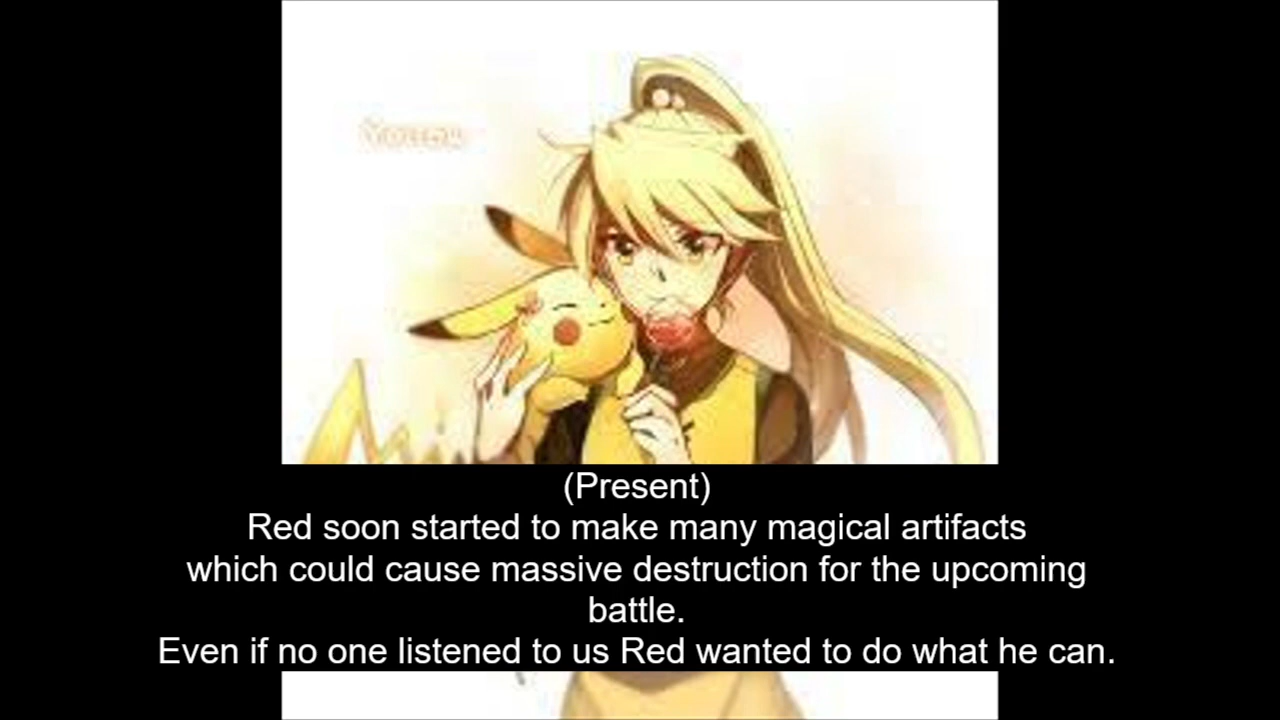 (Present)
Red soon started to make many magical artifacts
which could cause massive destruction for the upcoming
battle.
Even if no one listened to us Red wanted to do what he can.